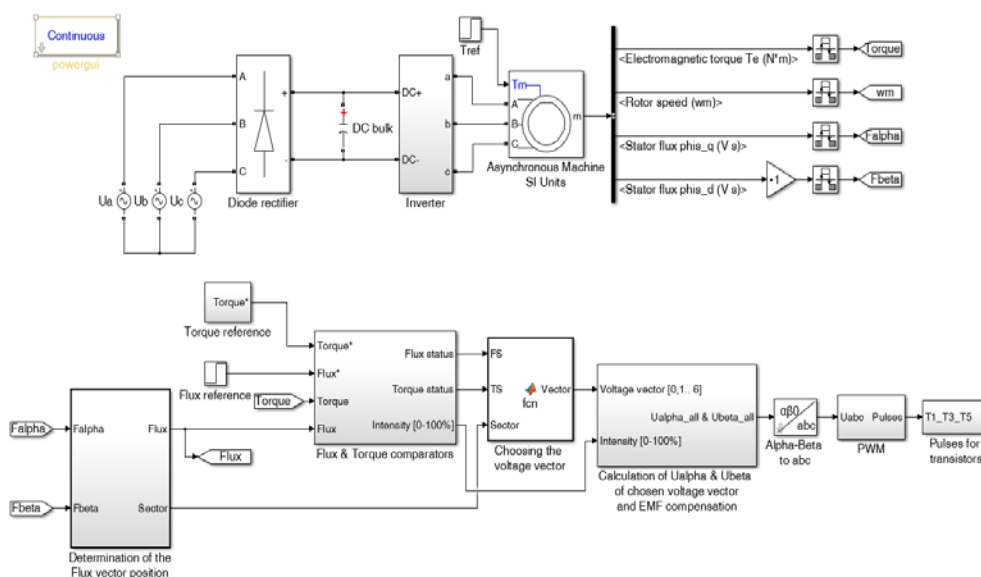 Continuous
powergui
Ua
Ub
Uc
A
B
C
+
-
Diode rectifier
+
DC bulk
DC+
DC-
a
b
c
Inverter
Tref
Tm
A
B
C
m
Asynchronous Machine
SI Units
<Electromagnetic torque Te (N*m)>
<Rotor speed (wm)>
<Stator flux phis_q (V s)>
<Stator flux phis_d (V s)>
-1
Torque
wm
Falpha
Fbeta
Torque*
Torque reference
Flux reference
Torque
Falpha
Fbeta
Falpha
Fbeta
Flux
Sector
Determination of the
Flux vector position
Flux
Torque*
Flux*
Torque
Flux
Flux status
Torque status
Intensity [0-100%]
Flux & Torque comparators
FS
TS
Sector
Vector
fcn
Choosing the
voltage vector
Voltage vector [0,1.. 6]
Ualpha_all & Ubeta_all
Intensity [0-100%]
Calculation of Ualpha & Ubeta
of chosen voltage vector
and EMF compensation
αβ0
abc
Alpha-Beta
to abc
Uabc
Pulses
PWM
T1_T3_T5
Pulses for
transistors